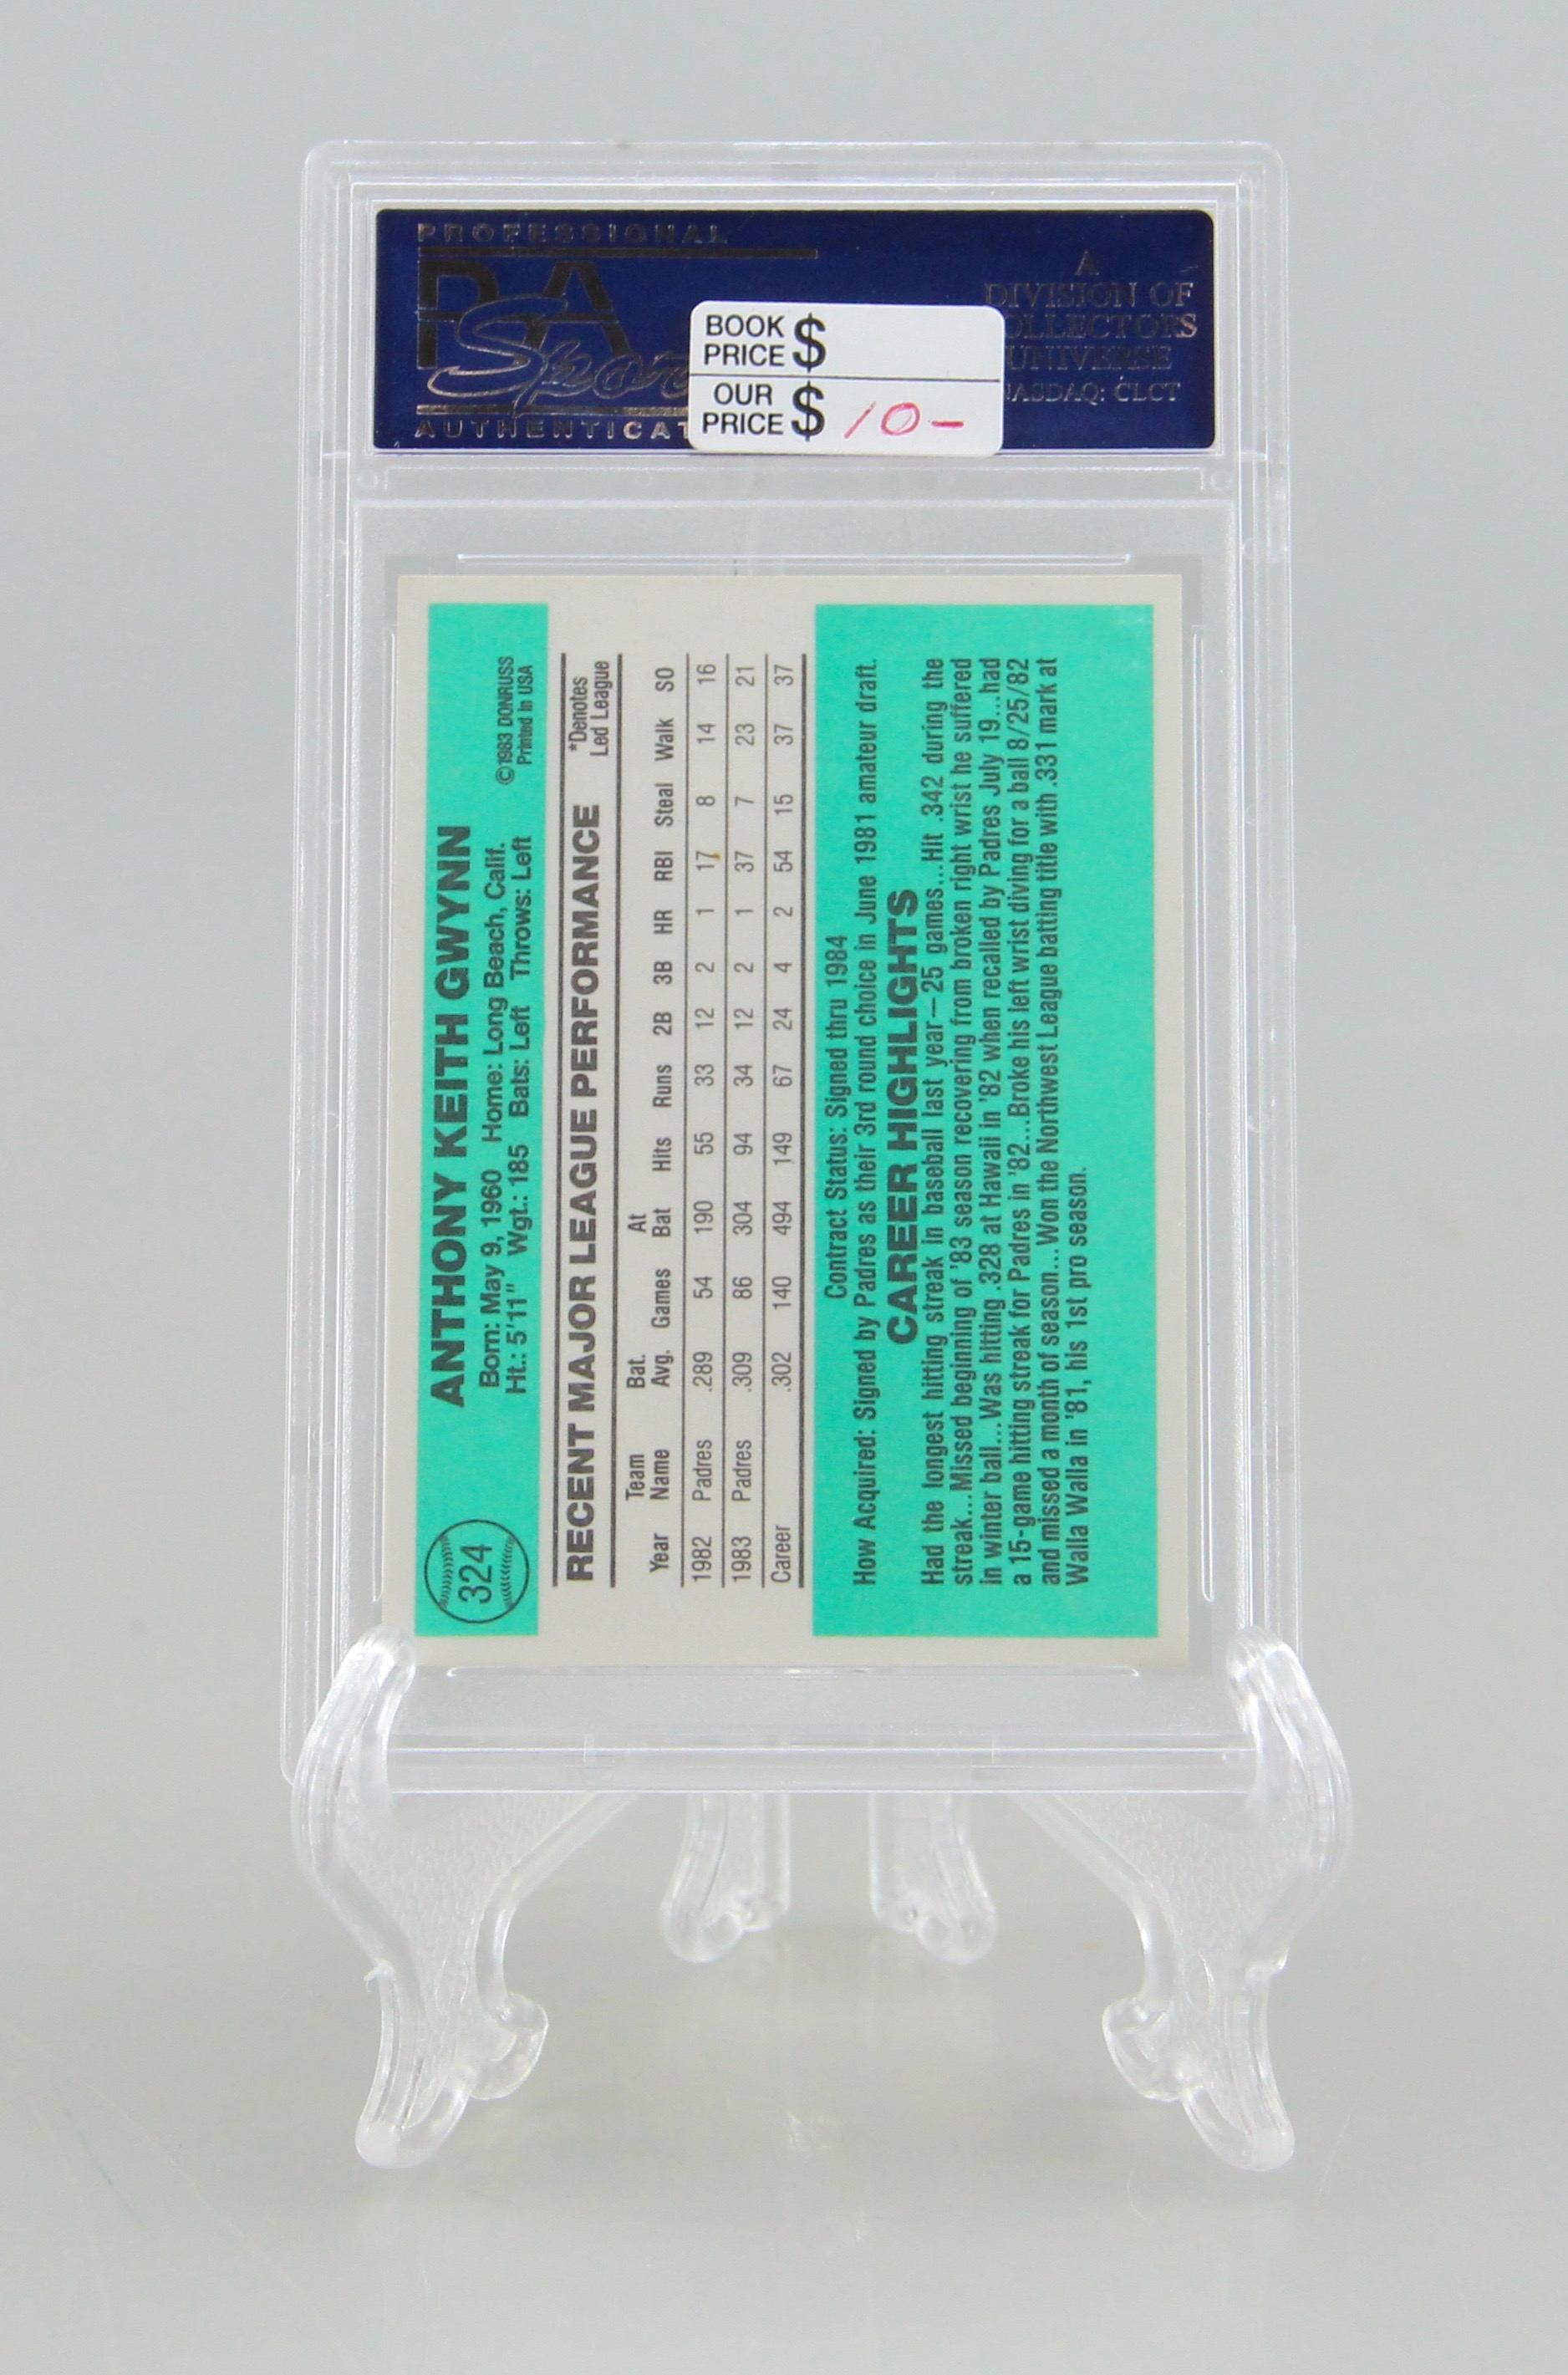 PROFESSIONAL
PSA
Spor
AUTHENTICAT
A
DIVISION OF
OLLECTORS
UNIVERSE
NASDAQ: CLCT
BOOK
PRICE $
OUR
PRICE $ 10-
324
ANTHONY KEITH GWYNN
Born: May 9, 1960 Home: Long Beach, Calif.
Ht.: 5'11" Wgt.: 185 Bats: Left Throws: Left
©1983 DONRUSS
Printed In USA
RECENT MAJOR LEAGUE PERFORMANCE
*Denotes
Led League
Year Team Name Bat. Avg. Games At Bat Hits Runs 2B 3B HR RBI Steal Walk SO
1982 Padres .289 54 190 55 33 12 2 1 17 8 14 16
1983 Padres .309 86 304 94 34 12 2 1 37 7 23 21
Career .302 140 494 149 67 24 4 2 54 15 37 37
Contract Status: Signed thru 1984
How Acquired: Signed by Padres as their 3rd round choice in June 1981 amateur draft.
CAREER HIGHLIGHTS
Had the longest hitting streak in baseball last year—25 games...Hit .342 during the
streak...Missed beginning of '83 season recovering from broken right wrist he suffered
in winter ball...Was hitting .328 at Hawaii in '82 when recalled by Padres July 19...had
a 15-game hitting streak for Padres in '82...Broke his left wrist diving for a ball 8/25/82
and missed a month of season...Won the Northwest League batting title with .331 mark at
Walla Walla in '81, his 1st pro season.